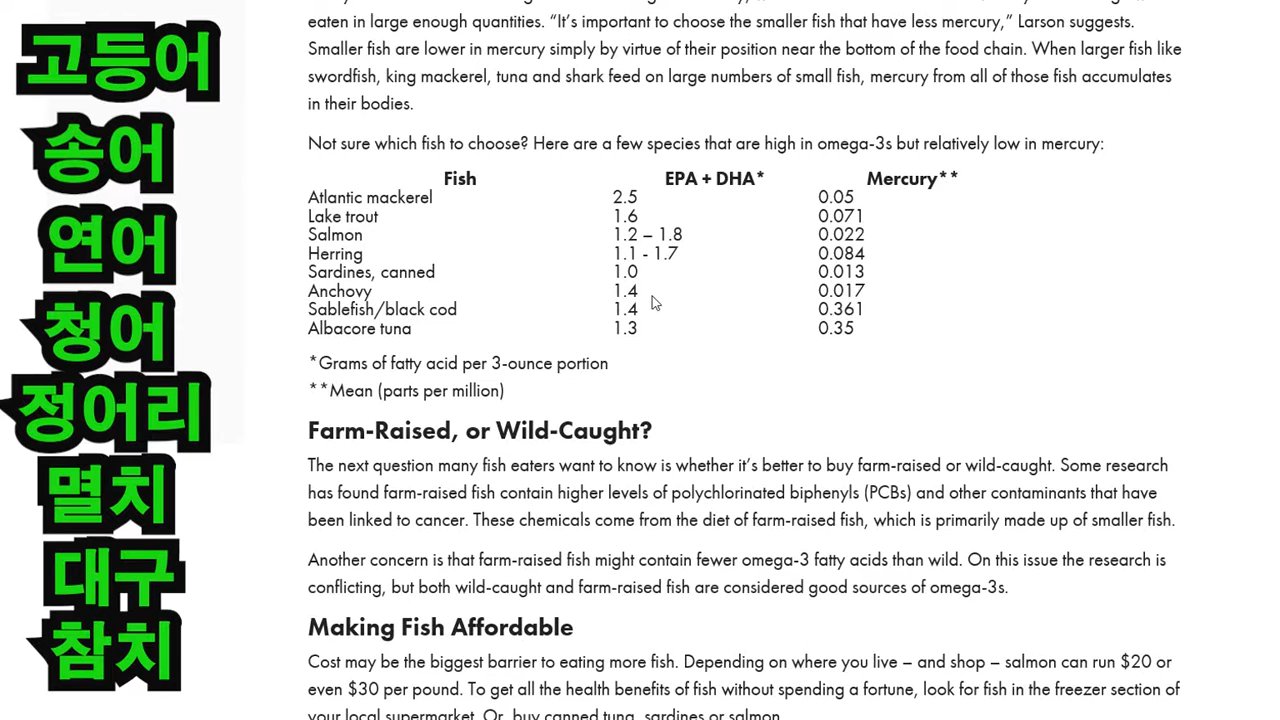 고등어
송어
연어
청어
정어리
멸치
대구
참치
eaten in large enough quantities. “It’s important to choose the smaller fish that have less mercury,” Larson suggests.
Smaller fish are lower in mercury simply by virtue of their position near the bottom of the food chain. When larger fish like
swordfish, king mackerel, tuna and shark feed on large numbers of small fish, mercury from all of those fish accumulates
in their bodies.
Not sure which fish to choose? Here are a few species that are high in omega-3s but relatively low in mercury:
Fish EPA + DHA* Mercury**
Atlantic mackerel 2.5 0.05
Lake trout 1.6 0.071
Salmon 1.2 – 1.8 0.022
Herring 1.1 - 1.7 0.084
Sardines, canned 1.0 0.013
Anchovy 1.4 0.017
Sablefish/black cod 1.4 0.361
Albacore tuna 1.3 0.35
*Grams of fatty acid per 3-ounce portion
**Mean (parts per million)
Farm-Raised, or Wild-Caught?
The next question many fish eaters want to know is whether it’s better to buy farm-raised or wild-caught. Some research
has found farm-raised fish contain higher levels of polychlorinated biphenyls (PCBs) and other contaminants that have
been linked to cancer. These chemicals come from the diet of farm-raised fish, which is primarily made up of smaller fish.
Another concern is that farm-raised fish might contain fewer omega-3 fatty acids than wild. On this issue the research is
conflicting, but both wild-caught and farm-raised fish are considered good sources of omega-3s.
Making Fish Affordable
Cost may be the biggest barrier to eating more fish. Depending on where you live – and shop – salmon can run $20 or
even $30 per pound. To get all the health benefits of fish without spending a fortune, look for fish in the freezer section of
your local supermarket. Or, buy canned tuna, sardines or salmon.